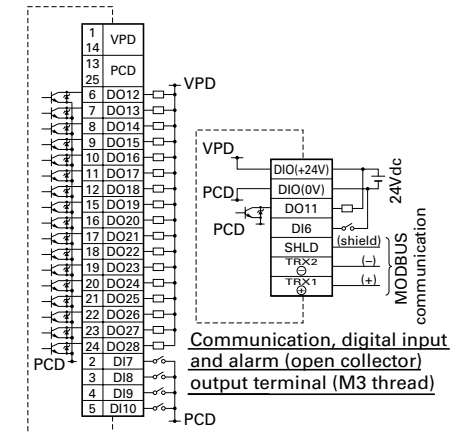 1
14 VPD
13
25 PCD
VPD
6 DO12
7 DO13
8 DO14
9 DO15
10 DO16
11 DO17
12 DO18
15 DO19
16 DO20
17 DO21
18 DO22
19 DO23
20 DO24
21 DO25
22 DO26
23 DO27
24 DO28
PCD
2 DI7
3 DI8
4 DI9
5 DI10
PCD
VPD
DIO(+24V)
PCD
DIO(0V)
24Vdc
DO11
PCD
DI6
SHLD (shield)
TRX2 (−)
⊖
TRX1 (+)
⊕
MODBUS
communication
Communication, digital input
and alarm (open collector)
output terminal (M3 thread)